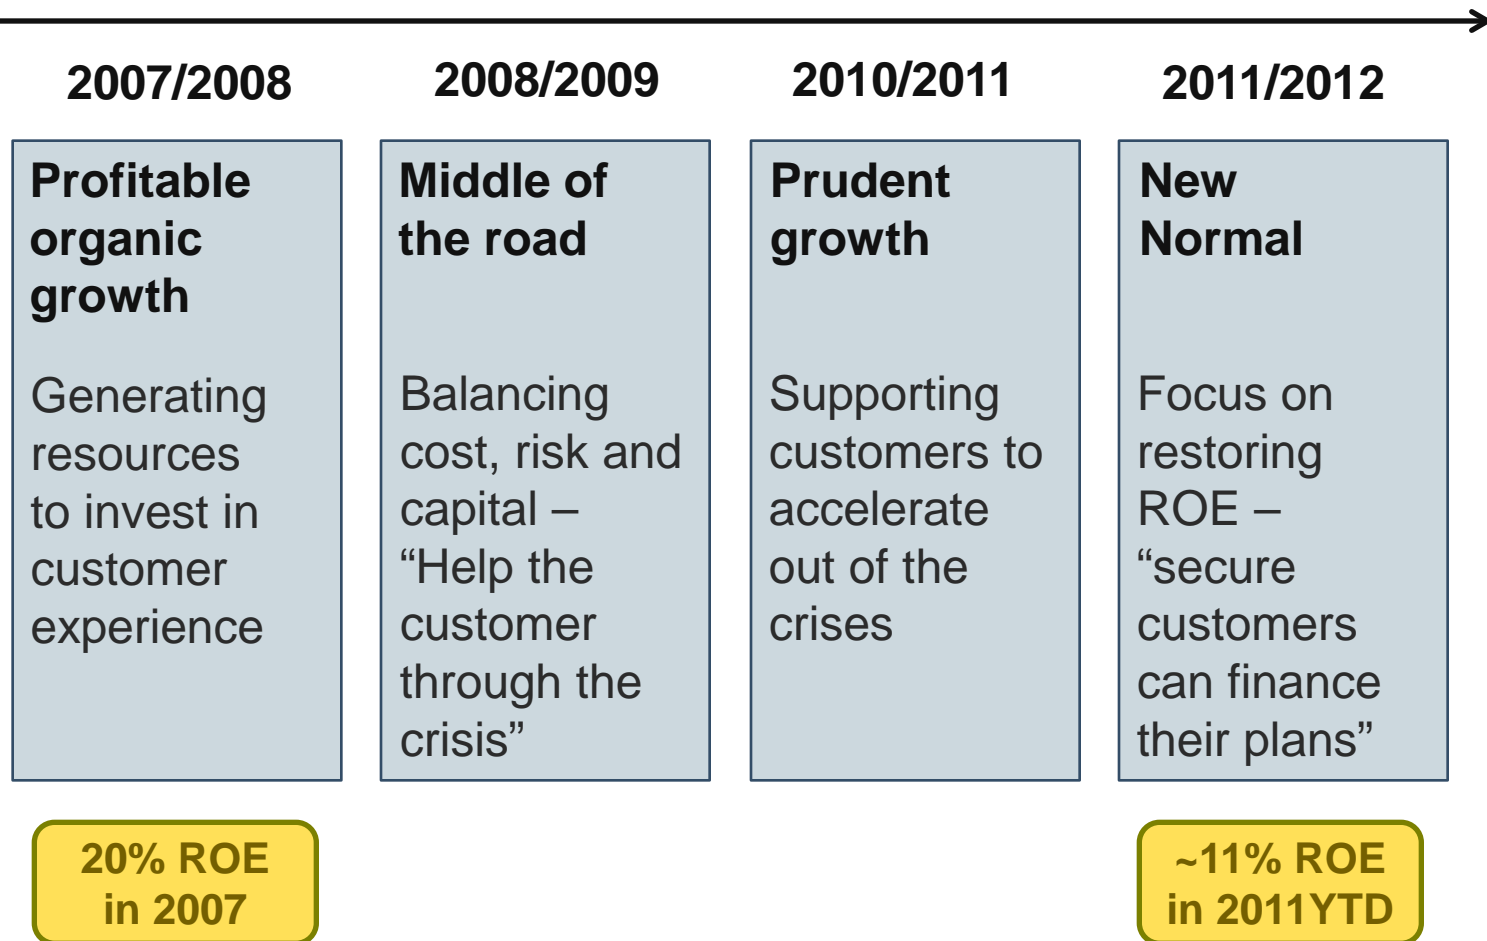 2007/2008
2008/2009
2010/2011
2011/2012
Profitable
organic
growth
Generating
resources
to invest in
customer
experience
Middle of
the road
Balancing
cost, risk and
capital –
“Help the
customer
through the
crisis”
Prudent
growth
Supporting
customers to
accelerate
out of the
crises
New
Normal
Focus on
restoring
ROE –
“secure
customers
can finance
their plans”
20% ROE
in 2007
~11% ROE
in 2011YTD